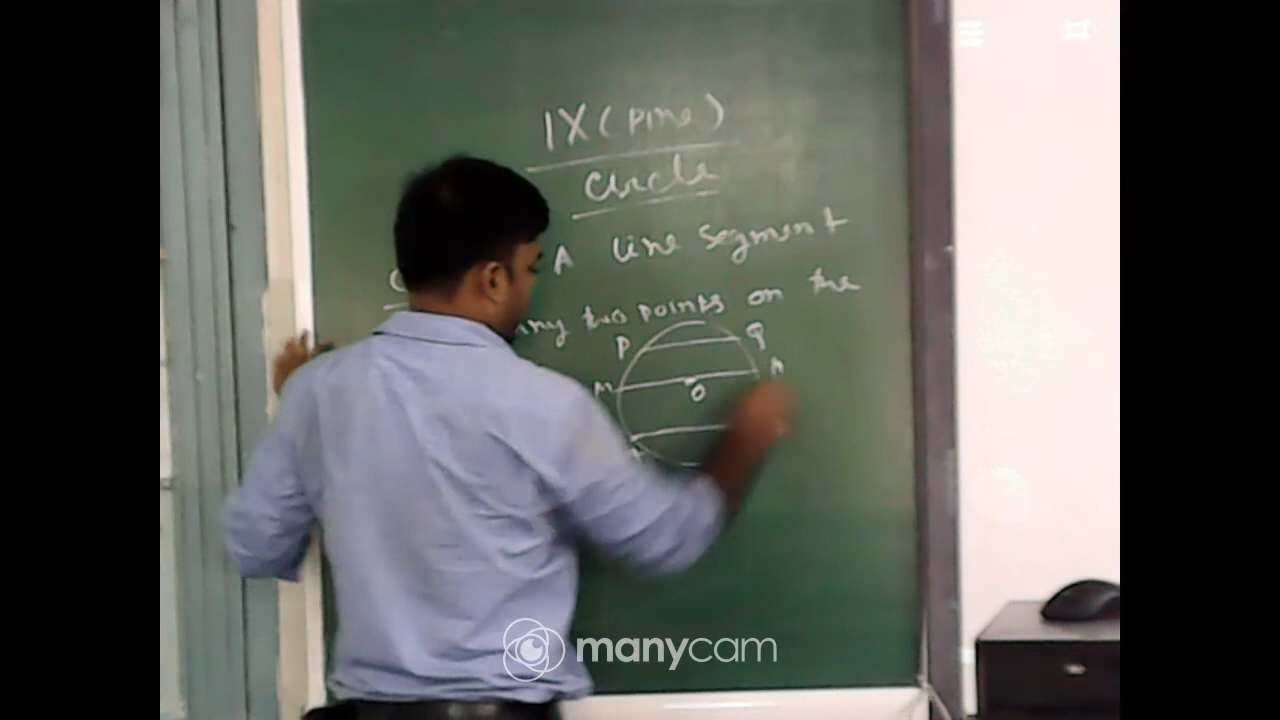 IX (Pine)
Circle
A line segment
any two points on the
P Q
M
O
manycam